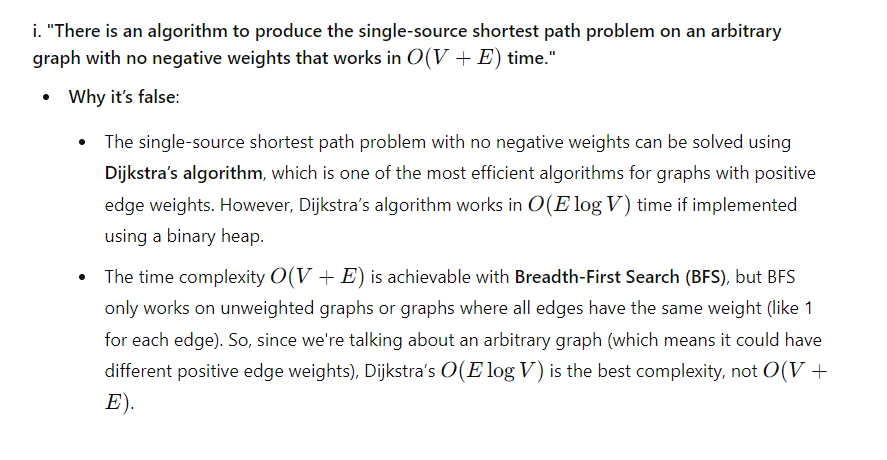 i. "There is an algorithm to produce the single-source shortest path problem on an arbitrary
graph with no negative weights that works in O(V + E) time."
• Why it's false:
• The single-source shortest path problem with no negative weights can be solved using
Dijkstra's algorithm, which is one of the most efficient algorithms for graphs with positive
edge weights. However, Dijkstra's algorithm works in O(E log V) time if implemented
using a binary heap.
• The time complexity O(V + E) is achievable with Breadth-First Search (BFS), but BFS
only works on unweighted graphs or graphs where all edges have the same weight (like 1
for each edge). So, since we're talking about an arbitrary graph (which means it could have
different positive edge weights), Dijkstra's O(E log V) is the best complexity, not O(V +
E).